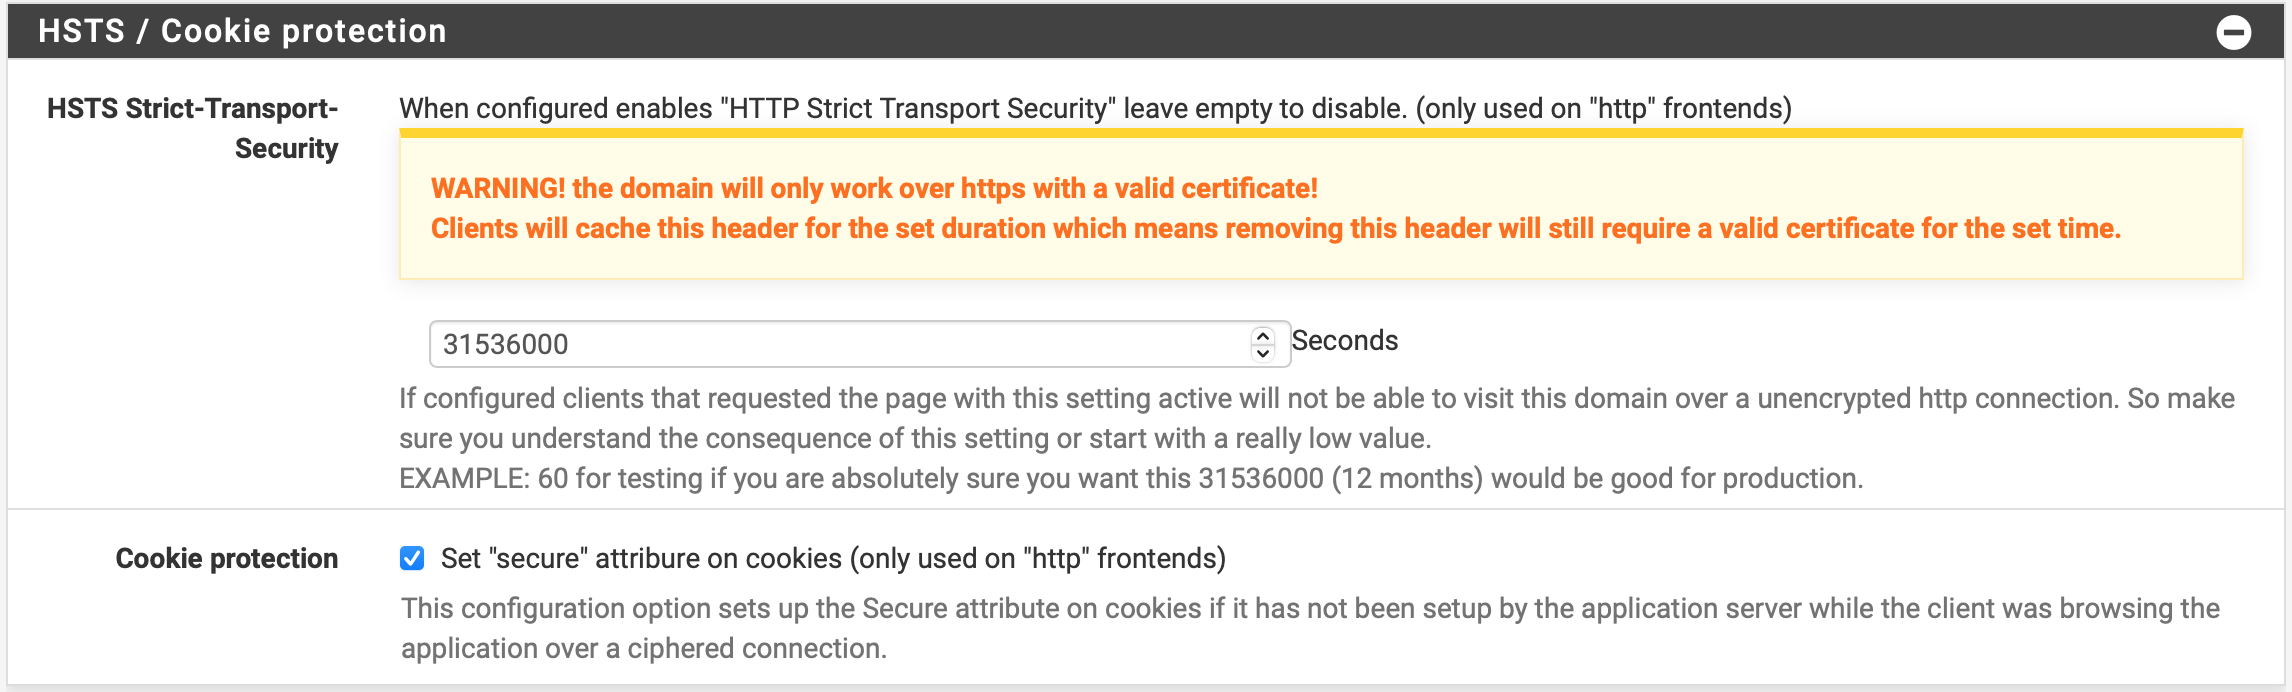 HSTS / Cookie protection
HSTS Strict-Transport-
Security
When configured enables "HTTP Strict Transport Security" leave empty to disable. (only used on "http" frontends)
WARNING! the domain will only work over https with a valid certificate!
Clients will cache this header for the set duration which means removing this header will still require a valid certificate for the set time.
31536000
Seconds
If configured clients that requested the page with this setting active will not be able to visit this domain over a unencrypted http connection. So make
sure you understand the consequence of this setting or start with a really low value.
EXAMPLE: 60 for testing if you are absolutely sure you want this 31536000 (12 months) would be good for production.
Cookie protection
Set "secure" attribure on cookies (only used on "http" frontends)
This configuration option sets up the Secure attribute on cookies if it has not been setup by the application server while the client was browsing the
application over a ciphered connection.